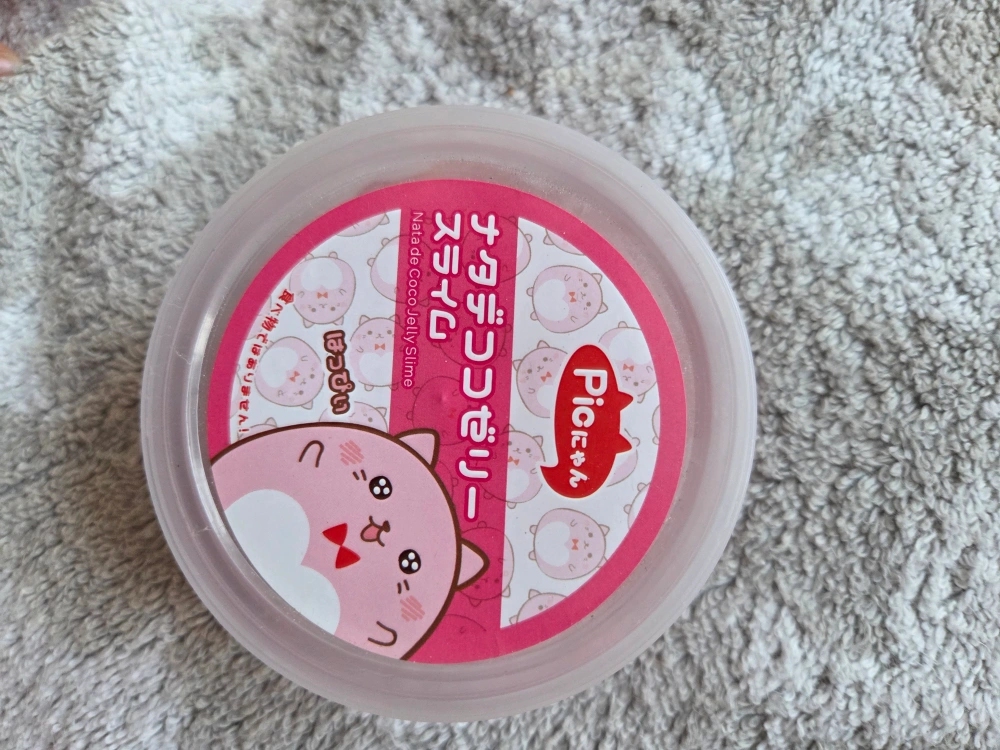 Picにゃん
ナタデココゼリー
スライム
Nata de Coco Jelly Slime
はっぴぃ
食べ物ではありません!